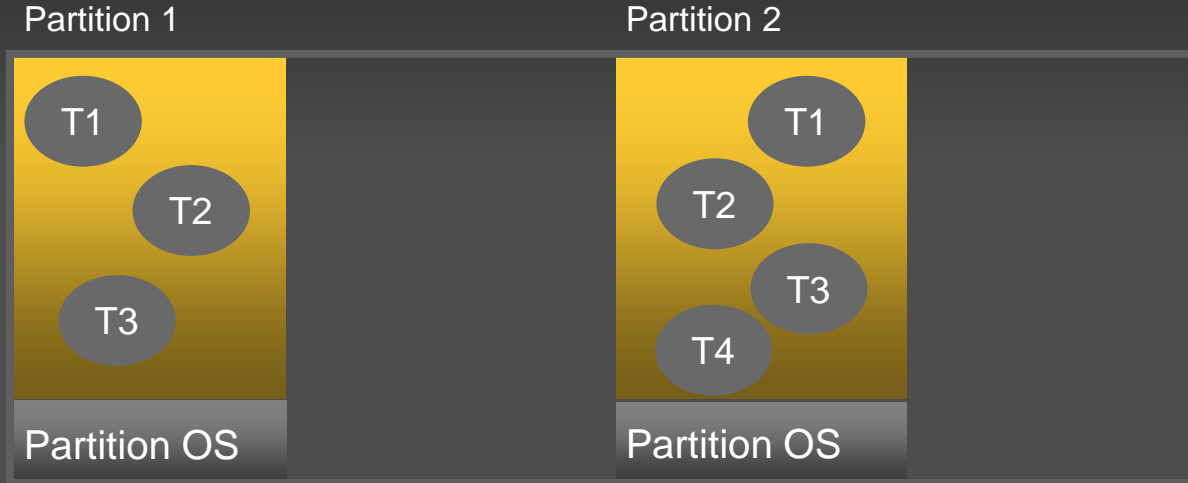 Partition 1
T1
T2
T3
Partition OS
Partition 2
T1
T2
T3
T4
Partition OS